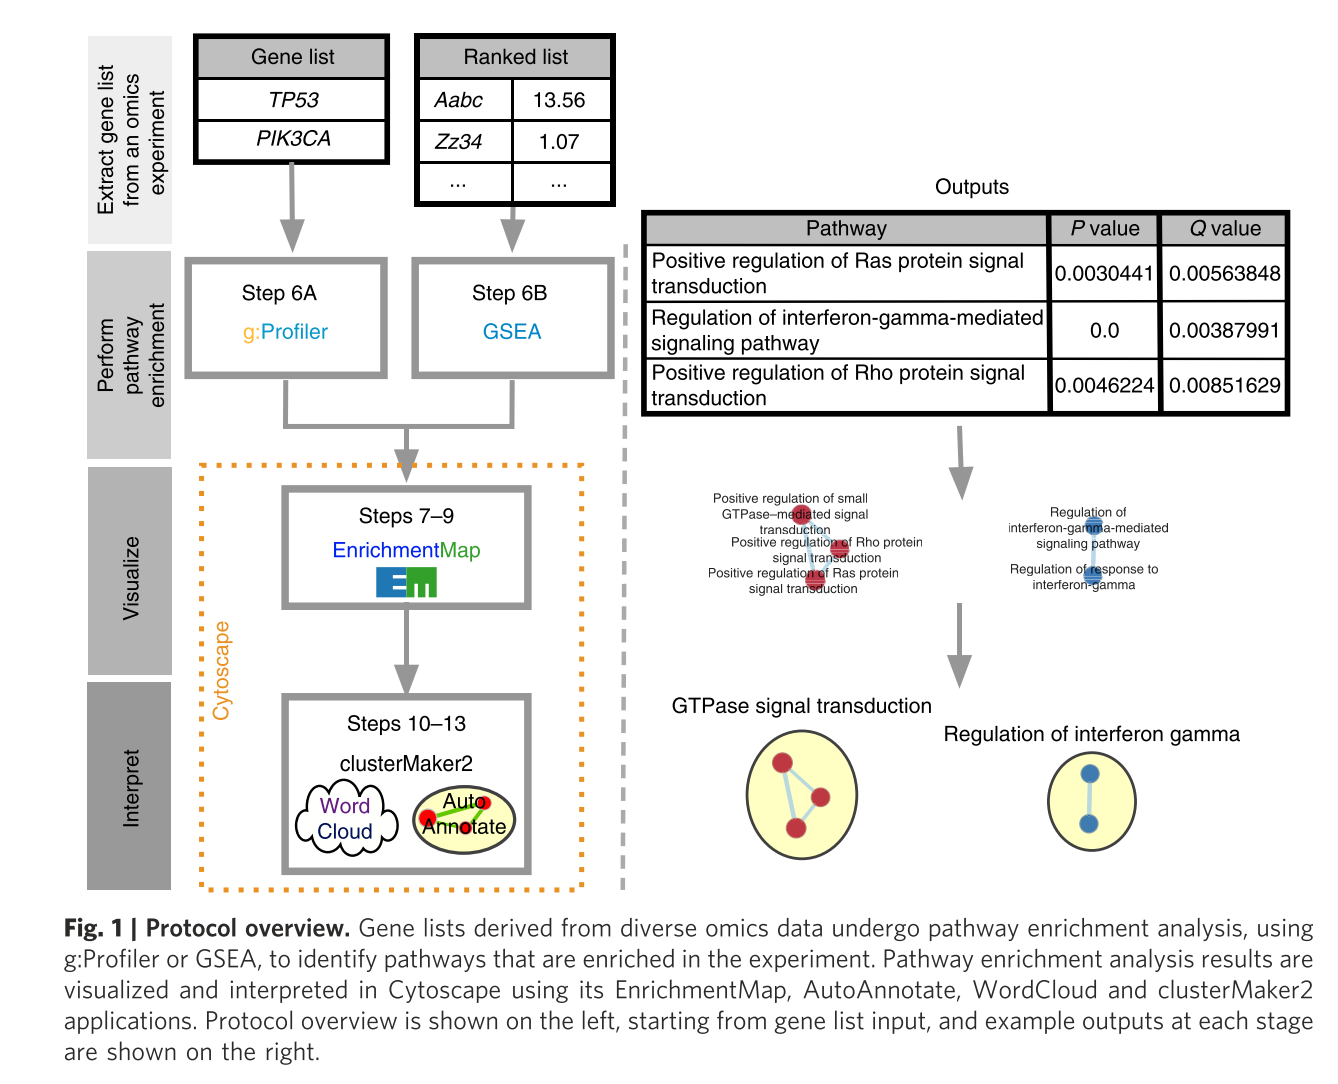 Extract gene list
from an omics
experiment
Gene list
TP53
PIK3CA
Ranked list
Aabc 13.56
Zz34 1.07
... ...
Perform
pathway
enrichment
Step 6A
g:Profiler
Step 6B
GSEA
Visualize
Cytoscape
Steps 7–9
EnrichmentMap
EM
Interpret
Steps 10–13
clusterMaker2
Word
Cloud
Auto
Annotate
Outputs
Pathway P value Q value
Positive regulation of Ras protein signal
transduction 0.0030441 0.00563848
Regulation of interferon-gamma-mediated
signaling pathway 0.0 0.00387991
Positive regulation of Rho protein signal
transduction 0.0046224 0.00851629
Positive regulation of small
GTPase–mediated signal
transduction
Positive regulation of Rho protein
signal transduction
Positive regulation of Ras protein
signal transduction
Regulation of
interferon-gamma-mediated
signaling pathway
Regulation of response to
interferon-gamma
GTPase signal transduction
Regulation of interferon gamma
Fig. 1 | Protocol overview. Gene lists derived from diverse omics data undergo pathway enrichment analysis, using
g:Profiler or GSEA, to identify pathways that are enriched in the experiment. Pathway enrichment analysis results are
visualized and interpreted in Cytoscape using its EnrichmentMap, AutoAnnotate, WordCloud and clusterMaker2
applications. Protocol overview is shown on the left, starting from gene list input, and example outputs at each stage
are shown on the right.